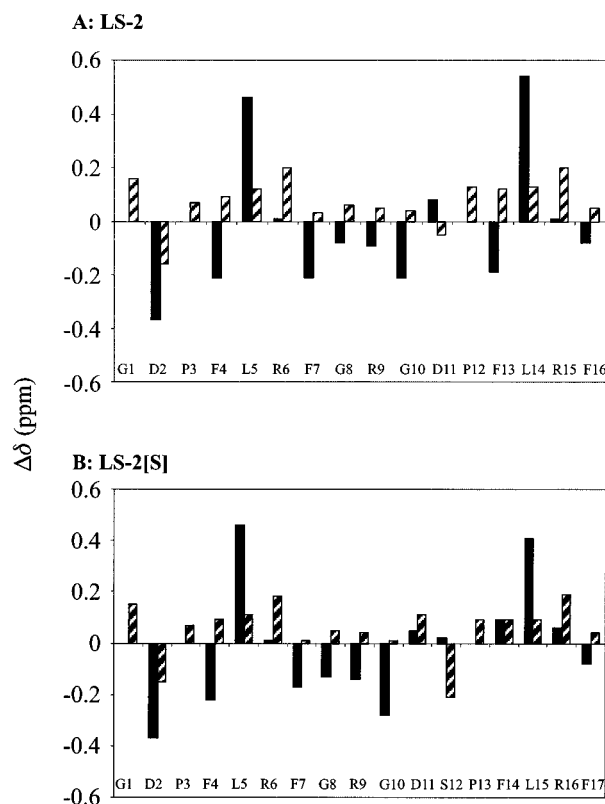 A: LS-2
0.6
0.4
0.2
0
-0.2
-0.4
-0.6
G1 D2 P3 F4 L5 R6 F7 G8 R9 G10 D11 P12 F13 L14 R15 F16
Δδ (ppm)
B: LS-2[S]
0.6
0.4
0.2
0
-0.2
-0.4
-0.6
G1 D2 P3 F4 L5 R6 F7 G8 R9 G10 D11 S12 P13 F14 L15 R16 F17